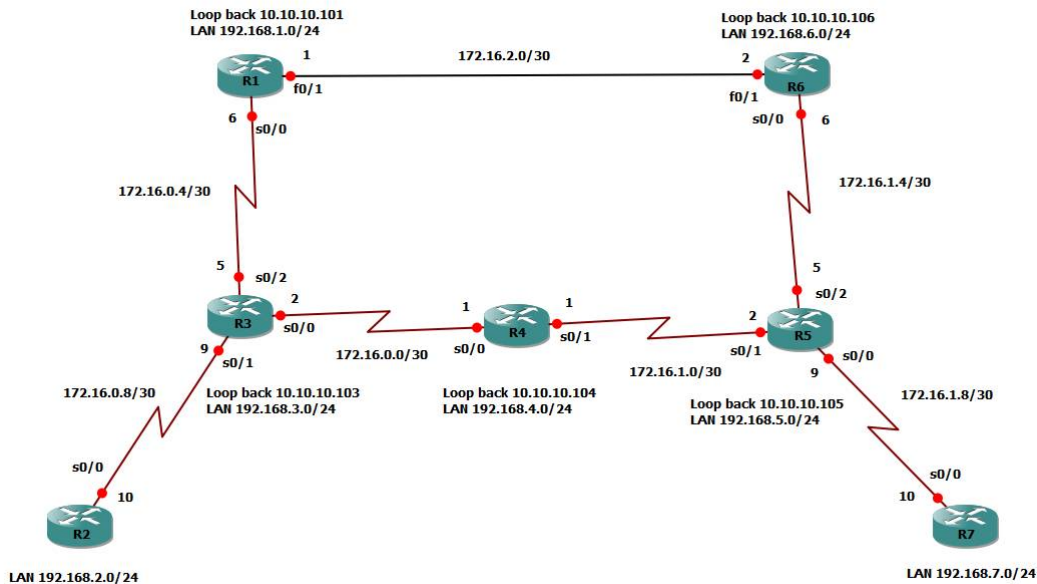 Loop back 10.10.10.101
LAN 192.168.1.0/24
Loop back 10.10.10.106
LAN 192.168.6.0/24
1
172.16.2.0/30
2
R1
f0/1
R6
f0/1
6
s0/0
s0/0
6
172.16.0.4/30
172.16.1.4/30
5
s0/2
5
s0/2
2
R3
s0/0
1
1
R4
s0/0
s0/1
2
R5
s0/1
s0/0
9
s0/1
172.16.0.0/30
172.16.1.0/30
9
172.16.0.8/30
Loop back 10.10.10.103
LAN 192.168.3.0/24
Loop back 10.10.10.104
LAN 192.168.4.0/24
Loop back 10.10.10.105
LAN 192.168.5.0/24
172.16.1.8/30
s0/0
10
R2
s0/0
10
R7
LAN 192.168.2.0/24
LAN 192.168.7.0/24